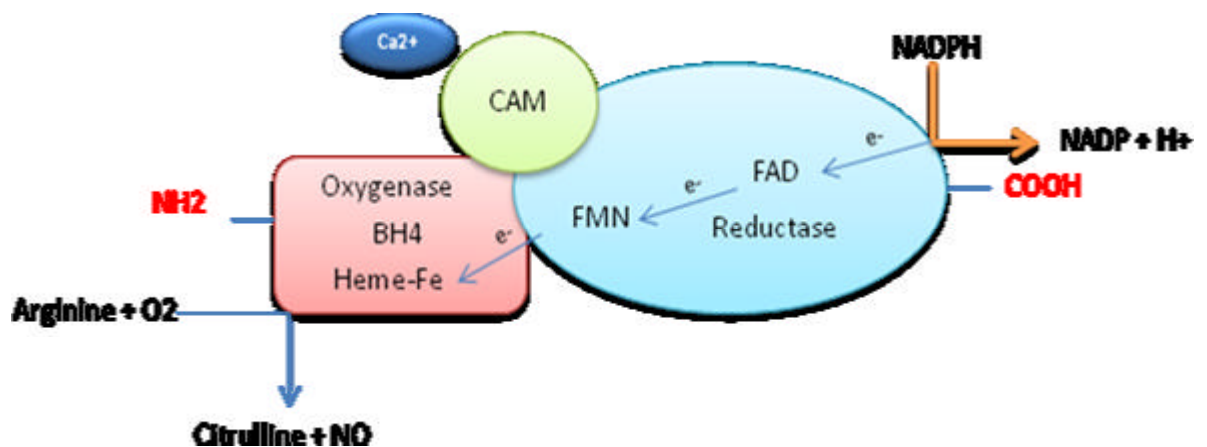 Ca2+
NADPH
CAM
e-
NADP + H+
FAD
NH2
Oxygenase
e-
COOH
FMN
Reductase
BH4
e-
Heme-Fe
Arginine + O2
Citrulline + NO